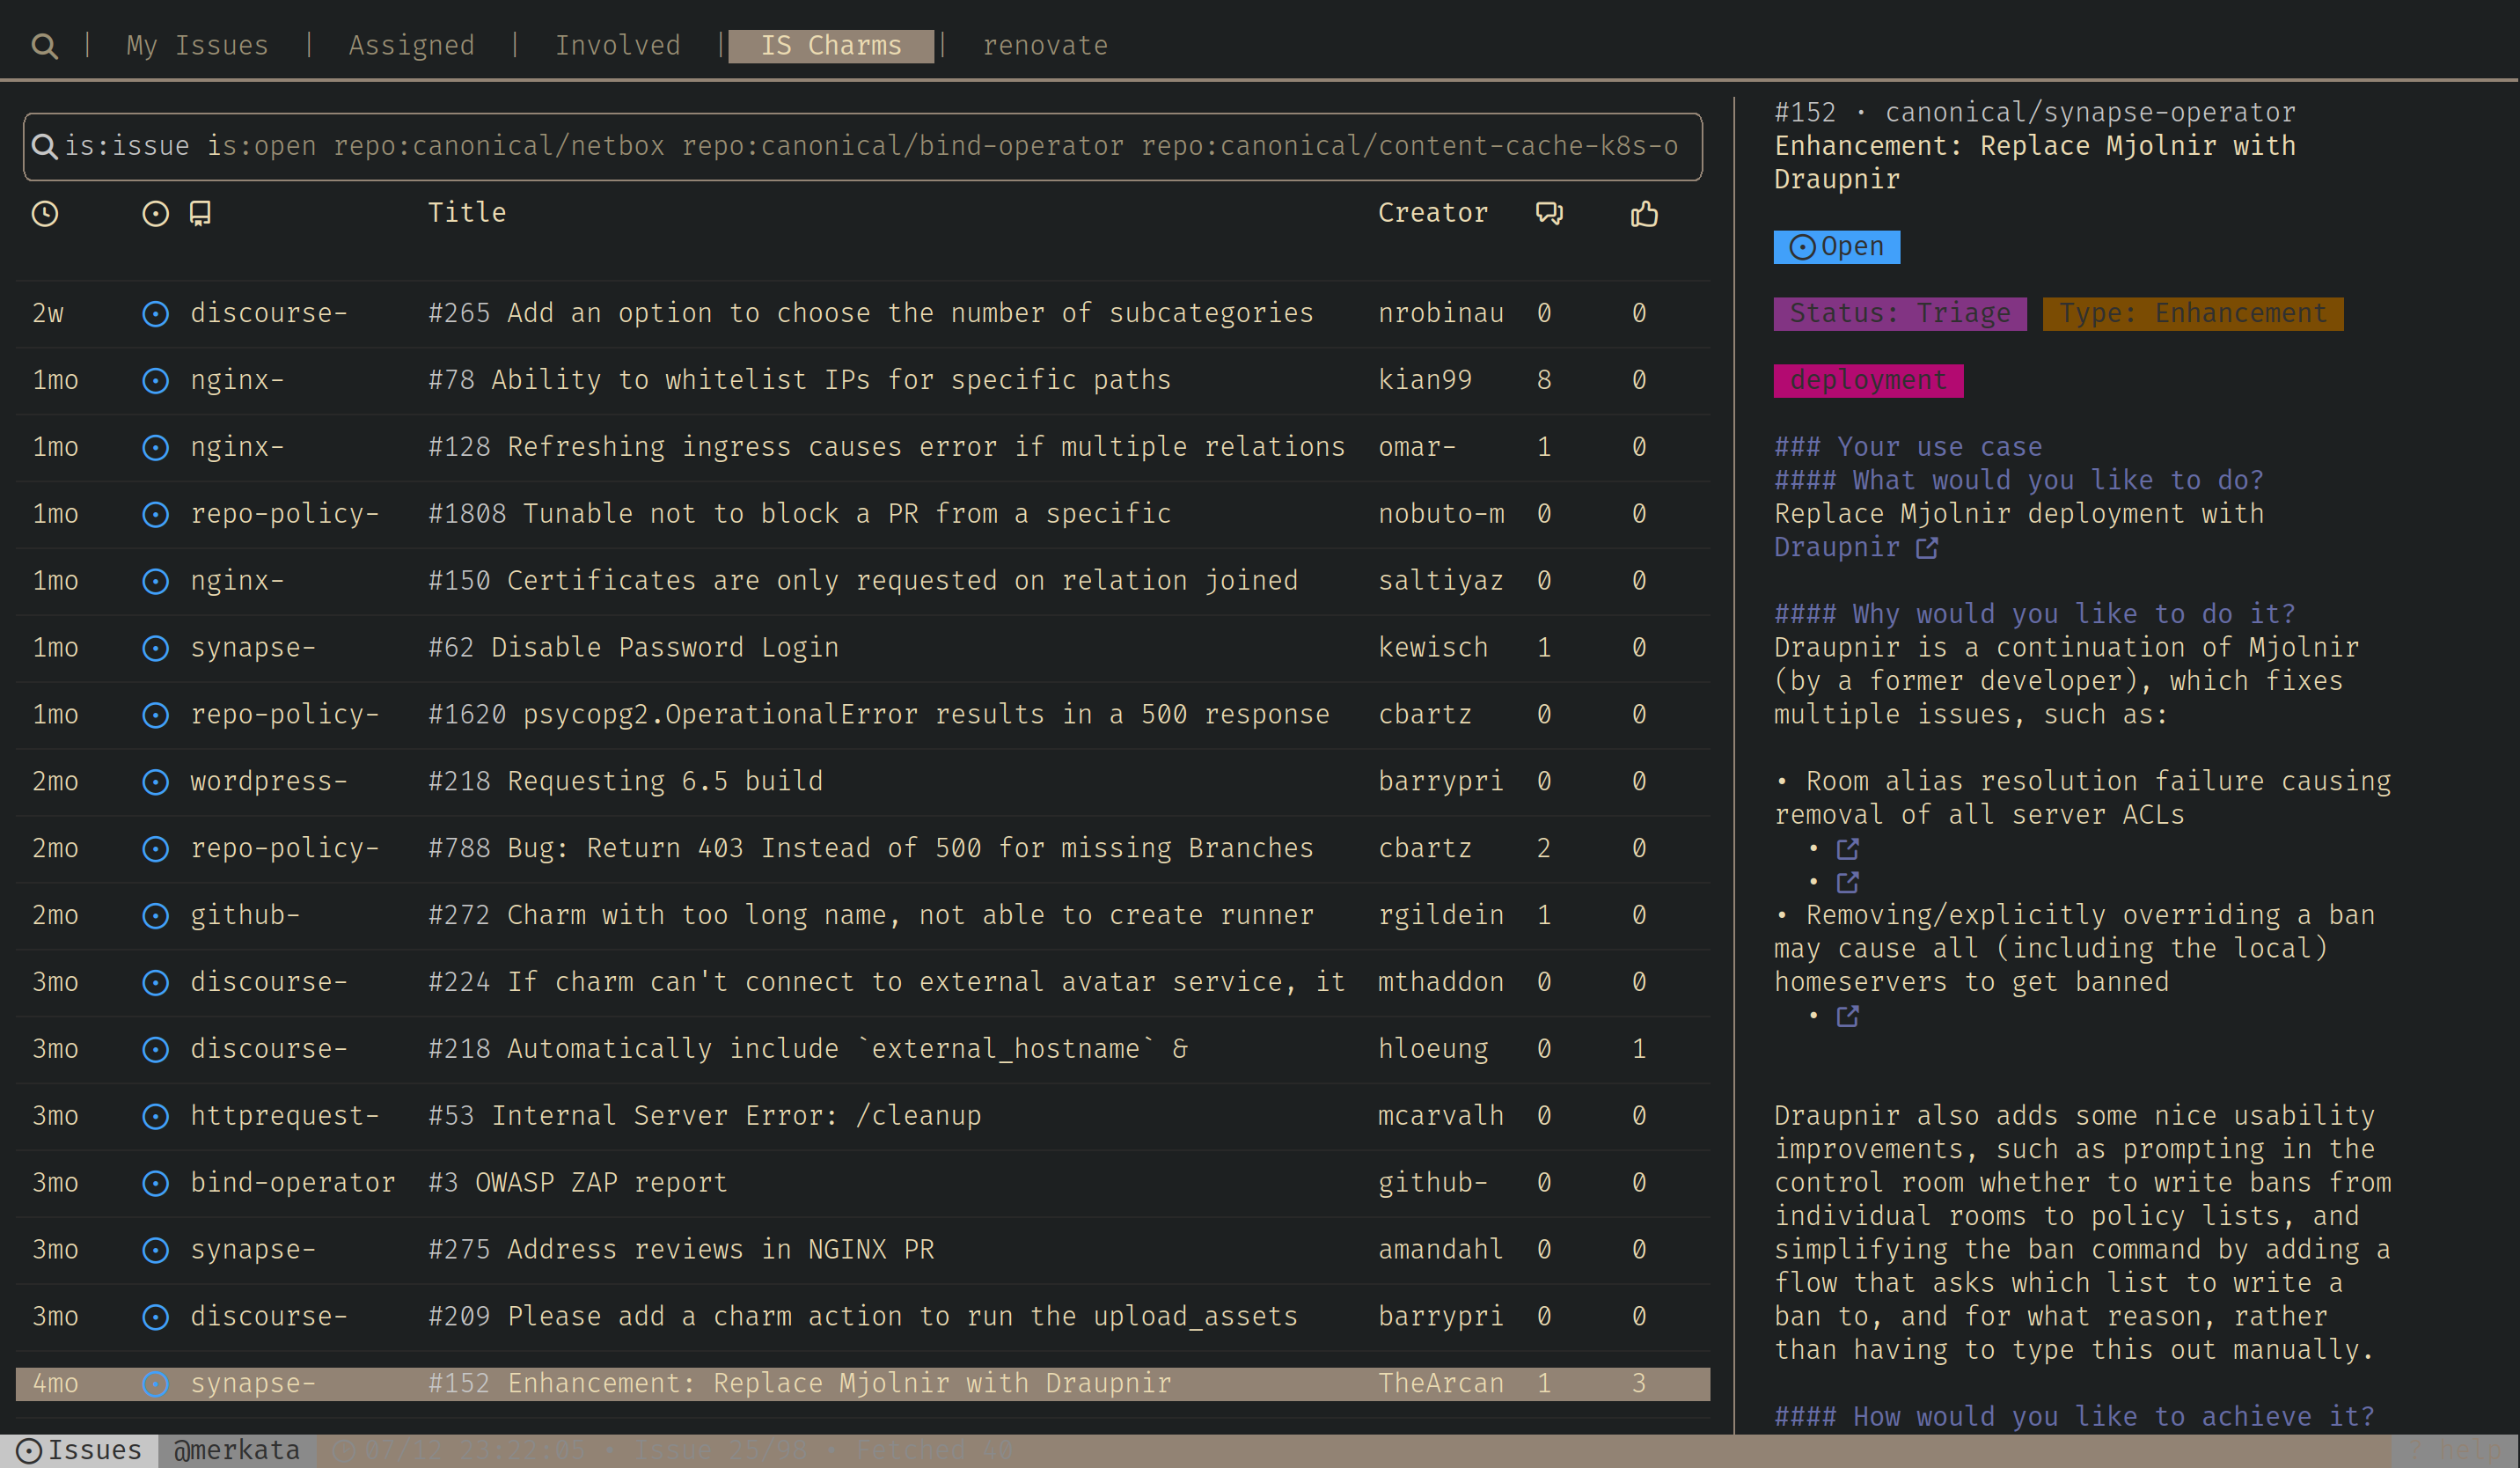 | My Issues | Assigned | Involved | IS Charms | renovate
is:issue is:open repo:canonical/netbox repo:canonical/bind-operator repo:canonical/content-cache-k8s-o
Title Creator
2w discourse- #265 Add an option to choose the number of subcategories nrobinau 0 0
1mo nginx- #78 Ability to whitelist IPs for specific paths kian99 8 0
1mo nginx- #128 Refreshing ingress causes error if multiple relations omar- 1 0
1mo repo-policy- #1808 Tunable not to block a PR from a specific nobuto-m 0 0
1mo nginx- #150 Certificates are only requested on relation joined saltiyaz 0 0
1mo synapse- #62 Disable Password Login kewisch 1 0
1mo repo-policy- #1620 psycopg2.OperationalError results in a 500 response cbartz 0 0
2mo wordpress- #218 Requesting 6.5 build barrypri 0 0
2mo repo-policy- #788 Bug: Return 403 Instead of 500 for missing Branches cbartz 2 0
2mo github- #272 Charm with too long name, not able to create runner rgildein 1 0
3mo discourse- #224 If charm can't connect to external avatar service, it mthaddon 0 0
3mo discourse- #218 Automatically include `external_hostname` & hloeung 0 1
3mo httprequest- #53 Internal Server Error: /cleanup mcarvalh 0 0
3mo bind-operator #3 OWASP ZAP report github- 0 0
3mo synapse- #275 Address reviews in NGINX PR amandahl 0 0
3mo discourse- #209 Please add a charm action to run the upload_assets barrypri 0 0
4mo synapse- #152 Enhancement: Replace Mjolnir with Draupnir TheArcan 1 3
#152 · canonical/synapse-operator
Enhancement: Replace Mjolnir with
Draupnir
Open
Status: Triage Type: Enhancement
deployment
### Your use case
#### What would you like to do?
Replace Mjolnir deployment with
Draupnir
#### Why would you like to do it?
Draupnir is a continuation of Mjolnir
(by a former developer), which fixes
multiple issues, such as:
• Room alias resolution failure causing
removal of all server ACLs
•
•
• Removing/explicitly overriding a ban
may cause all (including the local)
homeservers to get banned
•
Draupnir also adds some nice usability
improvements, such as prompting in the
control room whether to write bans from
individual rooms to policy lists, and
simplifying the ban command by adding a
flow that asks which list to write a
ban to, and for what reason, rather
than having to type this out manually.
#### How would you like to achieve it?
Issues @merkata 07/12 23:22:05 • Issue • Fetched 40